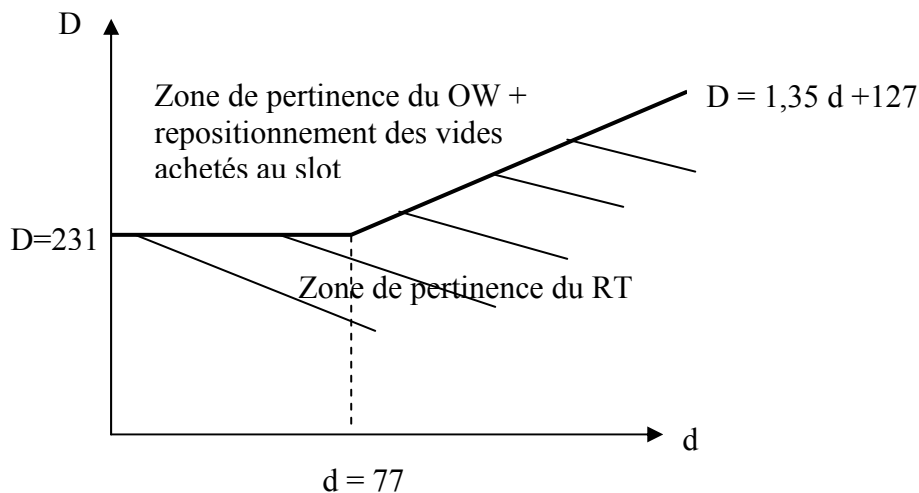 D
Zone de pertinence du OW +
repositionnement des vides
achetés au slot
D = 1,35 d +127
D=231
Zone de pertinence du RT
d
d = 77